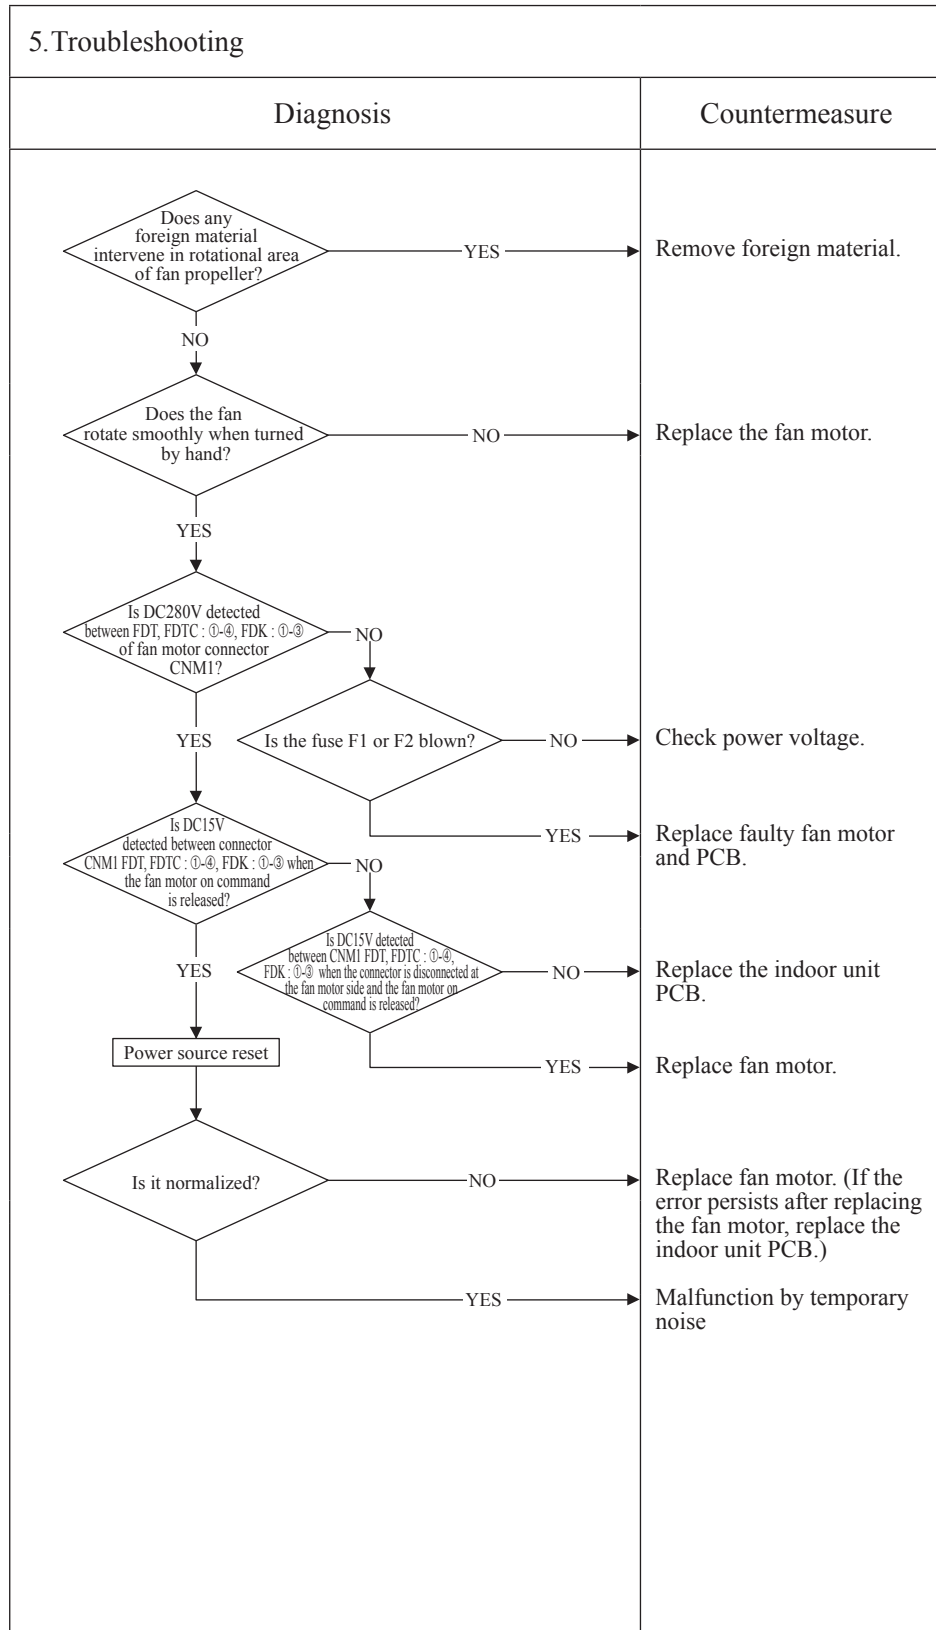 5.Troubleshooting
Diagnosis
Countermeasure
Does any
foreign material
intervene in rotational area
of fan propeller?
YES
Remove foreign material.
NO
Does the fan
rotate smoothly when turned
by hand?
NO
Replace the fan motor.
YES
Is DC280V detected
between FDT, FDTC : ①-④, FDK : ①-③
of fan motor connector
CNM1?
NO
YES
Is the fuse F1 or F2 blown?
NO
Check power voltage.
YES
Replace faulty fan motor
and PCB.
Is DC15V
detected between connector
CNM1 FDT, FDTC : ①-④, FDK : ①-③ when
the fan motor on command
is released?
NO
YES
Is DC15V detected
between CNM1 FDT, FDTC : ①-④,
FDK : ①-③ when the connector is disconnected at
the fan motor side and the fan motor on
command is released?
NO
Replace the indoor unit
PCB.
YES
Replace fan motor.
Power source reset
Is it normalized?
NO
Replace fan motor. (If the
error persists after replacing
the fan motor, replace the
indoor unit PCB.)
YES
Malfunction by temporary
noise